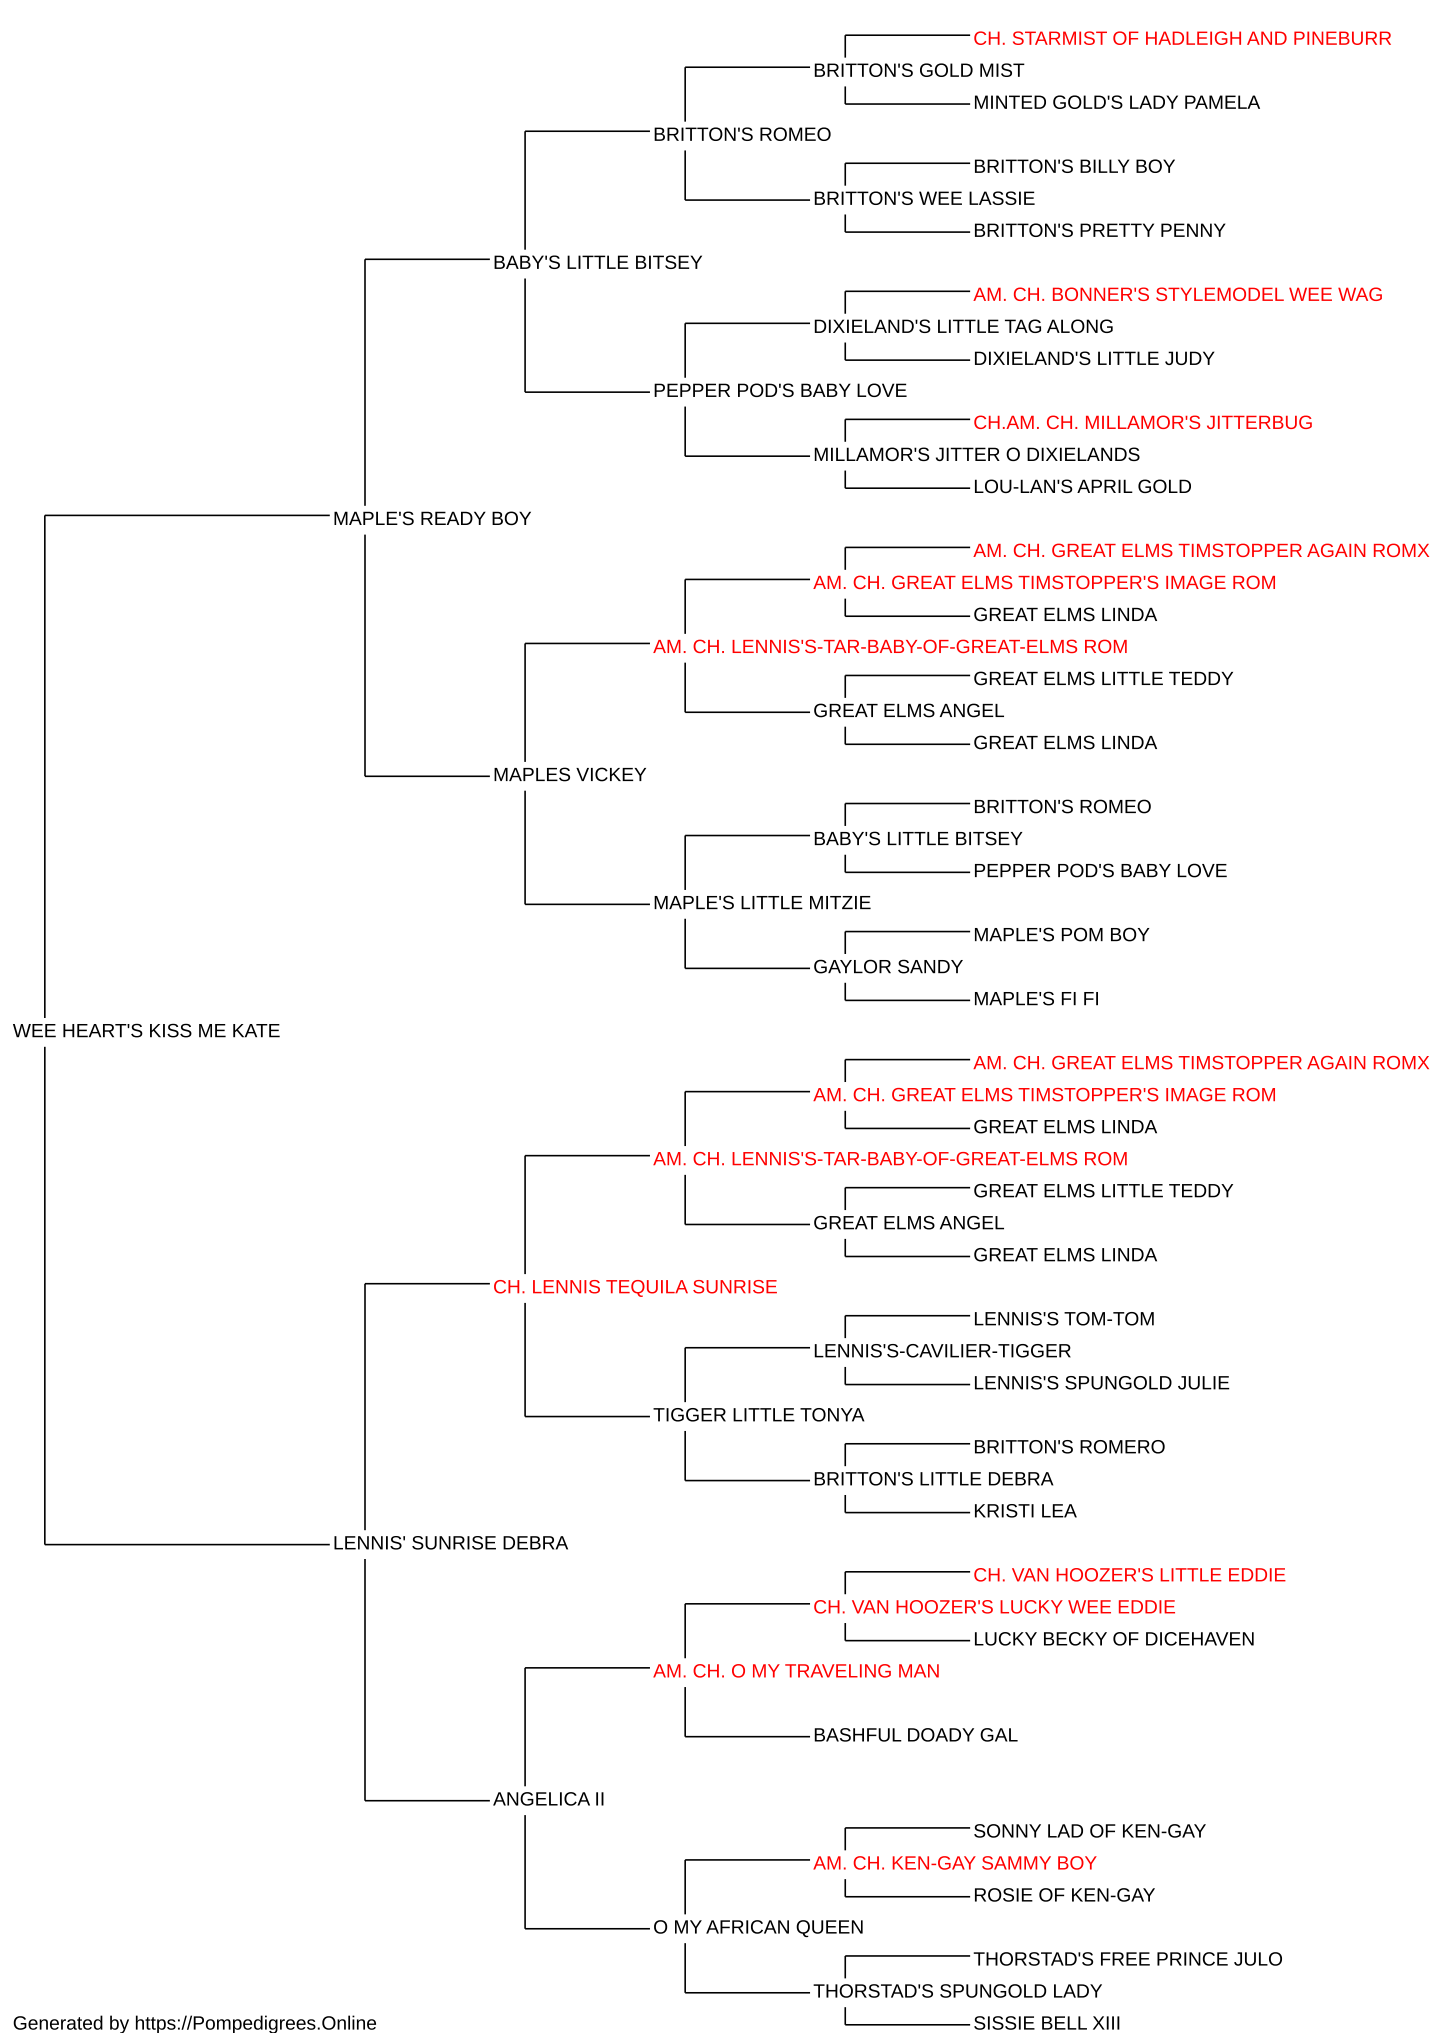 CH. STARMIST OF HADLEIGH AND PINEBURR
BRITTON'S GOLD MIST
MINTED GOLD'S LADY PAMELA
BRITTON'S ROMEO
BRITTON'S BILLY BOY
BRITTON'S WEE LASSIE
BRITTON'S PRETTY PENNY
BABY'S LITTLE BITSEY
AM. CH. BONNER'S STYLEMODEL WEE WAG
DIXIELAND'S LITTLE TAG ALONG
DIXIELAND'S LITTLE JUDY
PEPPER POD'S BABY LOVE
CH.AM. CH. MILLAMOR'S JITTERBUG
MILLAMOR'S JITTER O DIXIELANDS
LOU-LAN'S APRIL GOLD
MAPLE'S READY BOY
AM. CH. GREAT ELMS TIMSTOPPER AGAIN ROMX
AM. CH. GREAT ELMS TIMSTOPPER'S IMAGE ROM
GREAT ELMS LINDA
AM. CH. LENNIS'S-TAR-BABY-OF-GREAT-ELMS ROM
GREAT ELMS LITTLE TEDDY
GREAT ELMS ANGEL
GREAT ELMS LINDA
MAPLES VICKEY
BRITTON'S ROMEO
BABY'S LITTLE BITSEY
PEPPER POD'S BABY LOVE
MAPLE'S LITTLE MITZIE
MAPLE'S POM BOY
GAYLOR SANDY
MAPLE'S FI FI
WEE HEART'S KISS ME KATE
AM. CH. GREAT ELMS TIMSTOPPER AGAIN ROMX
AM. CH. GREAT ELMS TIMSTOPPER'S IMAGE ROM
GREAT ELMS LINDA
AM. CH. LENNIS'S-TAR-BABY-OF-GREAT-ELMS ROM
GREAT ELMS LITTLE TEDDY
GREAT ELMS ANGEL
GREAT ELMS LINDA
CH. LENNIS TEQUILA SUNRISE
LENNIS'S TOM-TOM
LENNIS'S-CAVILIER-TIGGER
LENNIS'S SPUNGOLD JULIE
TIGGER LITTLE TONYA
BRITTON'S ROMERO
BRITTON'S LITTLE DEBRA
KRISTI LEA
LENNIS' SUNRISE DEBRA
CH. VAN HOOZER'S LITTLE EDDIE
CH. VAN HOOZER'S LUCKY WEE EDDIE
LUCKY BECKY OF DICEHAVEN
AM. CH. O MY TRAVELING MAN
BASHFUL DOADY GAL
ANGELICA II
SONNY LAD OF KEN-GAY
AM. CH. KEN-GAY SAMMY BOY
ROSIE OF KEN-GAY
O MY AFRICAN QUEEN
THORSTAD'S FREE PRINCE JULO
THORSTAD'S SPUNGOLD LADY
SISSIE BELL XIII
Generated by https://Pompedigrees.Online